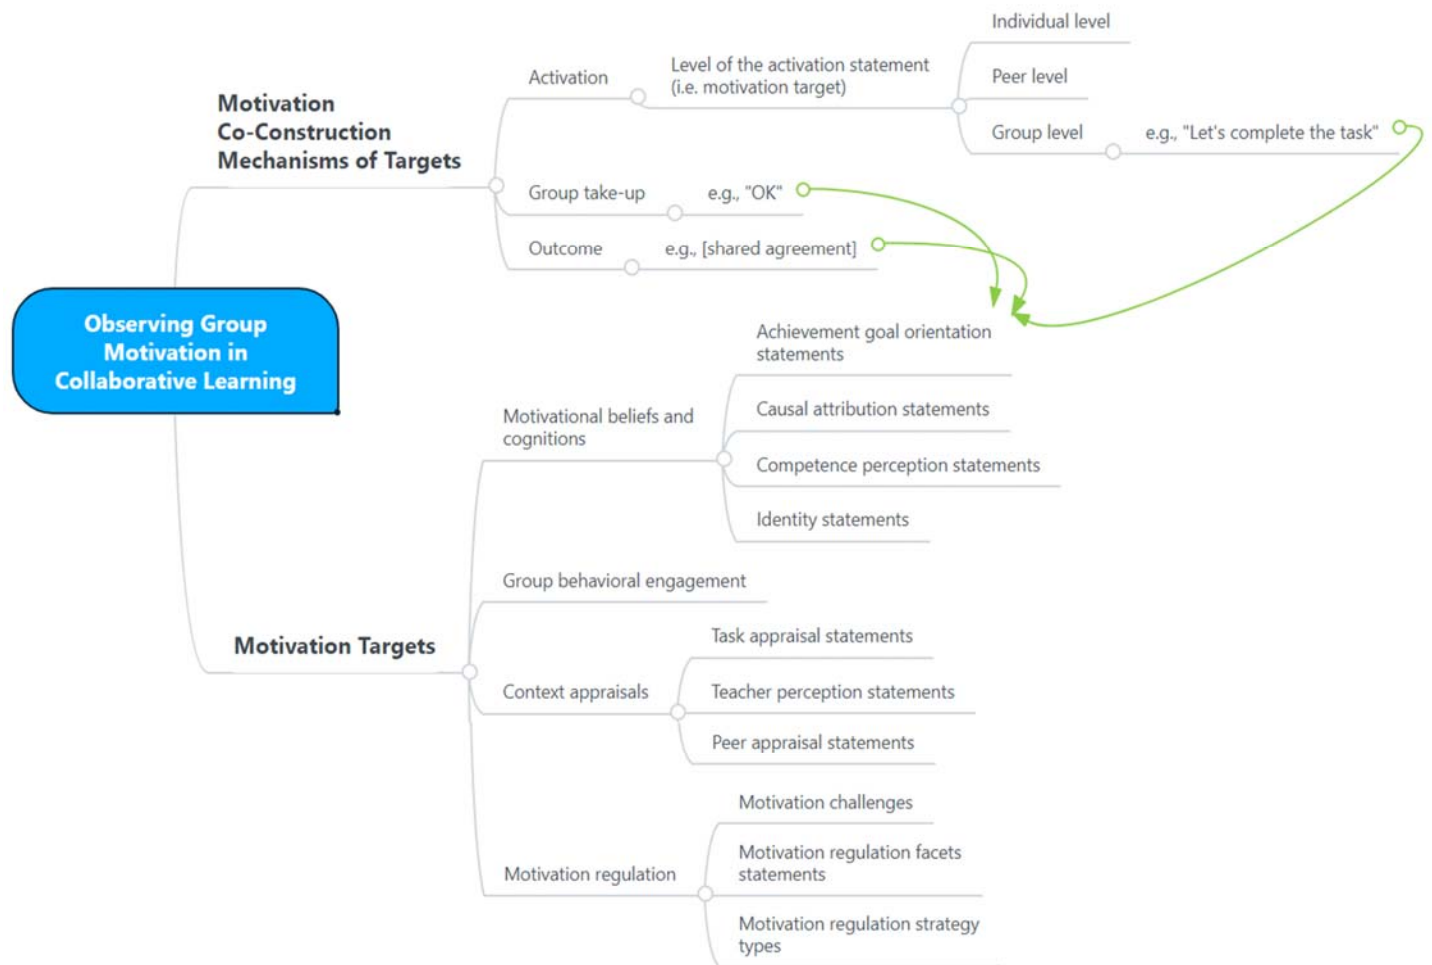 Observing Group
Motivation in
Collaborative Learning
Motivation
Co-Construction
Mechanisms of Targets
Activation
Level of the activation statement
(i.e. motivation target)
Individual level
Peer level
Group level
e.g., "Let's complete the task"
Group take-up
e.g., "OK"
Outcome
e.g., [shared agreement]
Motivation Targets
Motivational beliefs and
cognitions
Achievement goal orientation
statements
Causal attribution statements
Competence perception statements
Identity statements
Group behavioral engagement
Context appraisals
Task appraisal statements
Teacher perception statements
Peer appraisal statements
Motivation regulation
Motivation challenges
Motivation regulation facets
statements
Motivation regulation strategy
types